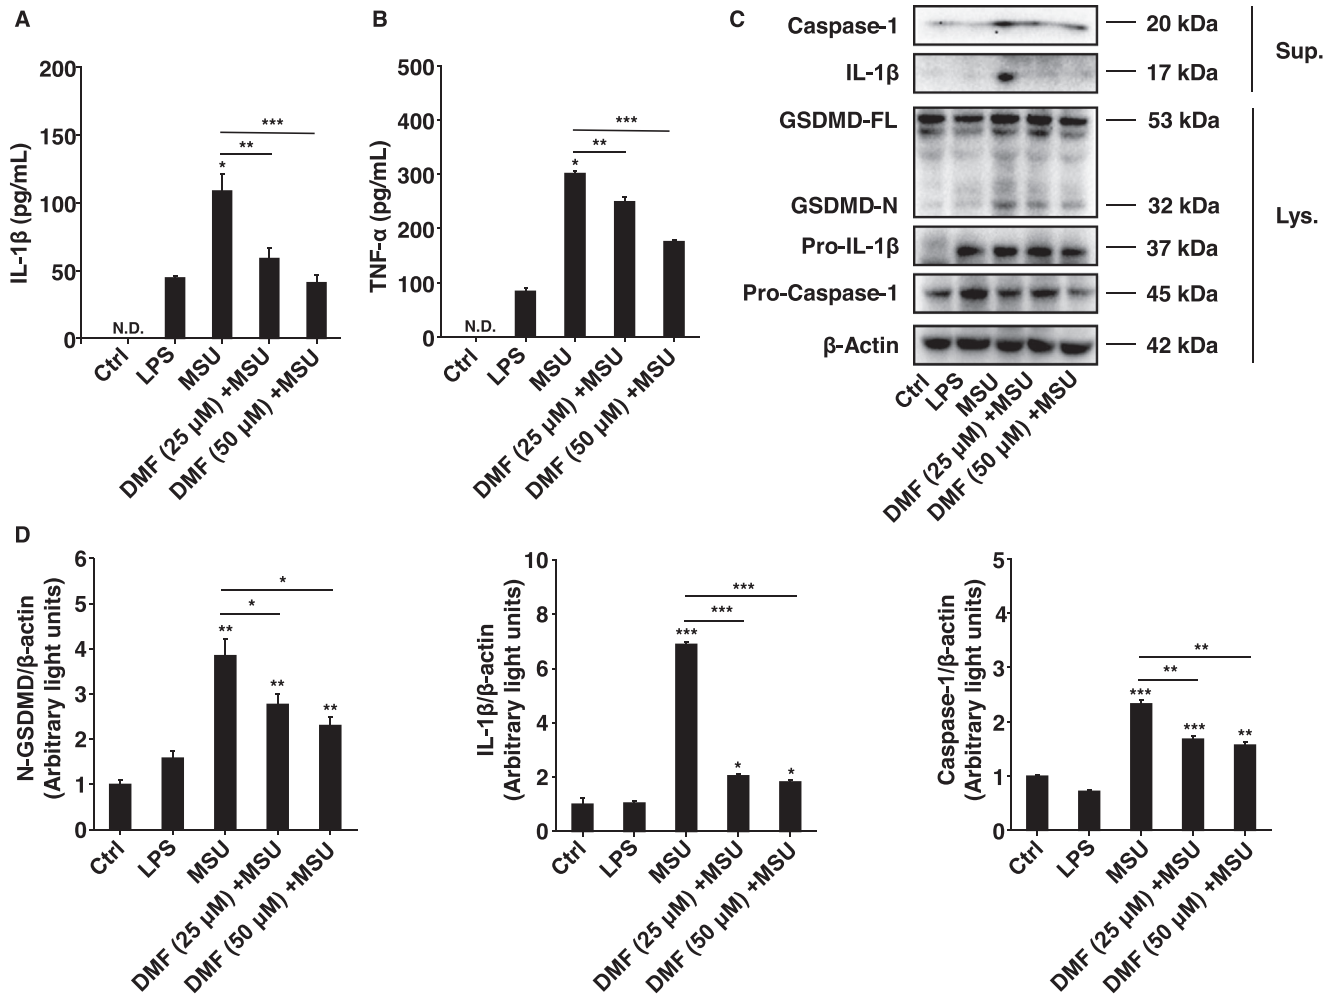 A
IL-1β (pg/mL)
200
150
100
50
0
***
**
*
N.D.
Ctrl
LPS
MSU
DMF (25 µM) +MSU
DMF (50 µM) +MSU
B
TNF-α (pg/mL)
500
400
300
200
100
0
***
**
*
N.D.
Ctrl
LPS
MSU
DMF (25 µM) +MSU
DMF (50 µM) +MSU
C
Caspase-1 20 kDa
IL-1β 17 kDa
Sup.
GSDMD-FL 53 kDa
GSDMD-N 32 kDa
Pro-IL-1β 37 kDa
Pro-Caspase-1 45 kDa
β-Actin 42 kDa
Lys.
Ctrl
LPS
MSU
DMF (25 µM) +MSU
DMF (50 µM) +MSU
D
N-GSDMD/β-actin
(Arbitrary light units)
6
5
4
3
2
1
0
*
*
**
**
**
Ctrl
LPS
MSU
DMF (25 µM) +MSU
DMF (50 µM) +MSU
IL-1β/β-actin
(Arbitrary light units)
10
8
6
4
2
0
***
***
***
*
*
Ctrl
LPS
MSU
DMF (25 µM) +MSU
DMF (50 µM) +MSU
Caspase-1/β-actin
(Arbitrary light units)
5
4
3
2
1
0
**
**
***
***
**
Ctrl
LPS
MSU
DMF (25 µM) +MSU
DMF (50 µM) +MSU